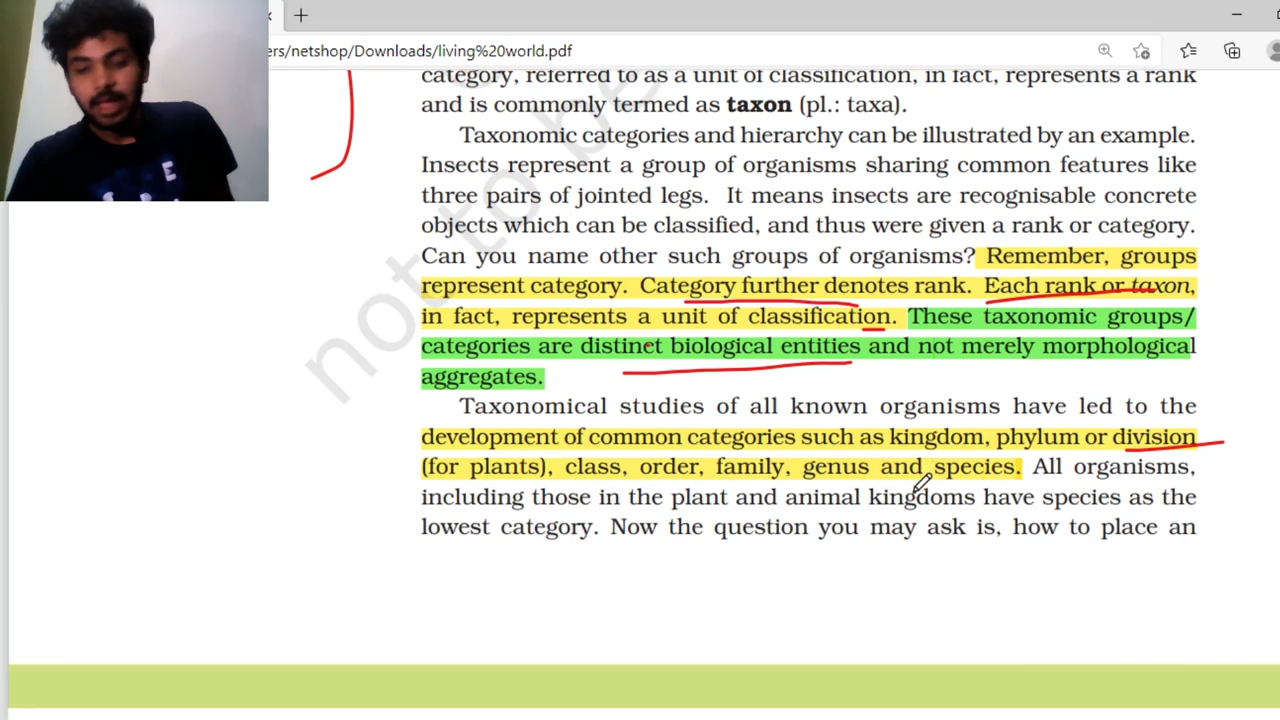 ers/netshop/Downloads/living%20world.pdf
category, referred to as a unit of classification, in fact, represents a rank
and is commonly termed as taxon (pl.: taxa).
Taxonomic categories and hierarchy can be illustrated by an example.
Insects represent a group of organisms sharing common features like
three pairs of jointed legs. It means insects are recognisable concrete
objects which can be classified, and thus were given a rank or category.
Can you name other such groups of organisms? Remember, groups
represent category. Category further denotes rank. Each rank or taxon,
in fact, represents a unit of classification. These taxonomic groups/
categories are distinct biological entities and not merely morphological
aggregates.
Taxonomical studies of all known organisms have led to the
development of common categories such as kingdom, phylum or division
(for plants), class, order, family, genus and species. All organisms,
including those in the plant and animal kingdoms have species as the
lowest category. Now the question you may ask is, how to place an
not to be